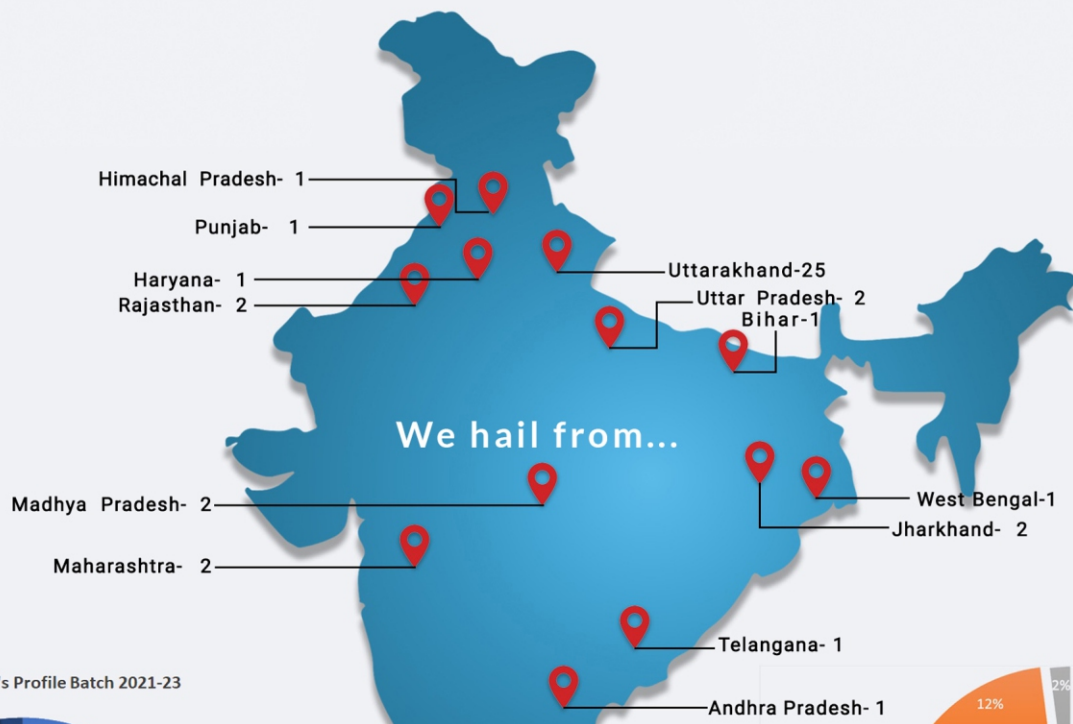 Himachal Pradesh- 1
Punjab- 1
Haryana- 1
Uttarakhand-25
Rajasthan- 2
Uttar Pradesh- 2
Bihar-1
We hail from...
Madhya Pradesh- 2
West Bengal-1
Jharkhand- 2
Maharashtra- 2
Telangana- 1
's Profile Batch 2021-23
12%
2%
Andhra Pradesh- 1